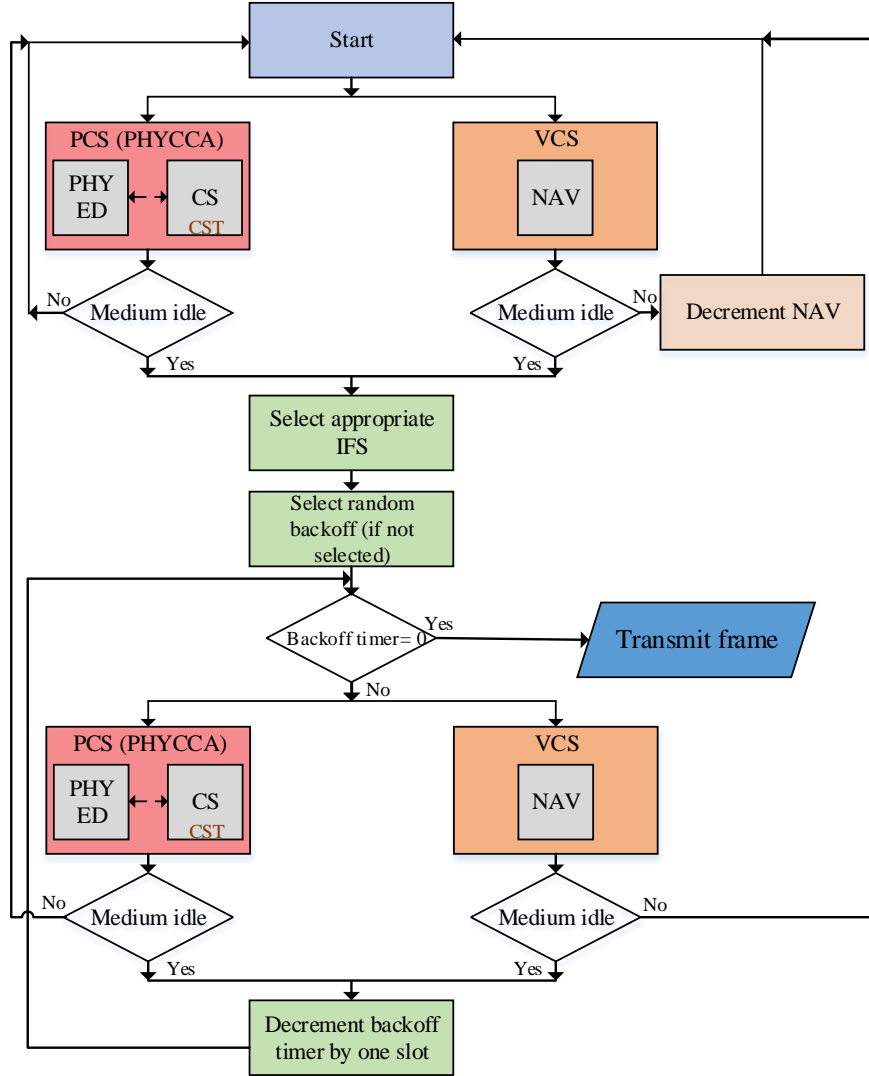 Start
PCS (PHYCCA)
PHY
ED
CS
CST
VCS
NAV
No
Medium idle
Yes
Medium idle
No
Yes
Decrement NAV
Select appropriate
IFS
Select random
backoff (if not
selected)
Backoff timer= 0
Yes
Transmit frame
No
PCS (PHYCCA)
PHY
ED
CS
CST
VCS
NAV
No
Medium idle
Yes
Medium idle
No
Yes
Decrement backoff
timer by one slot